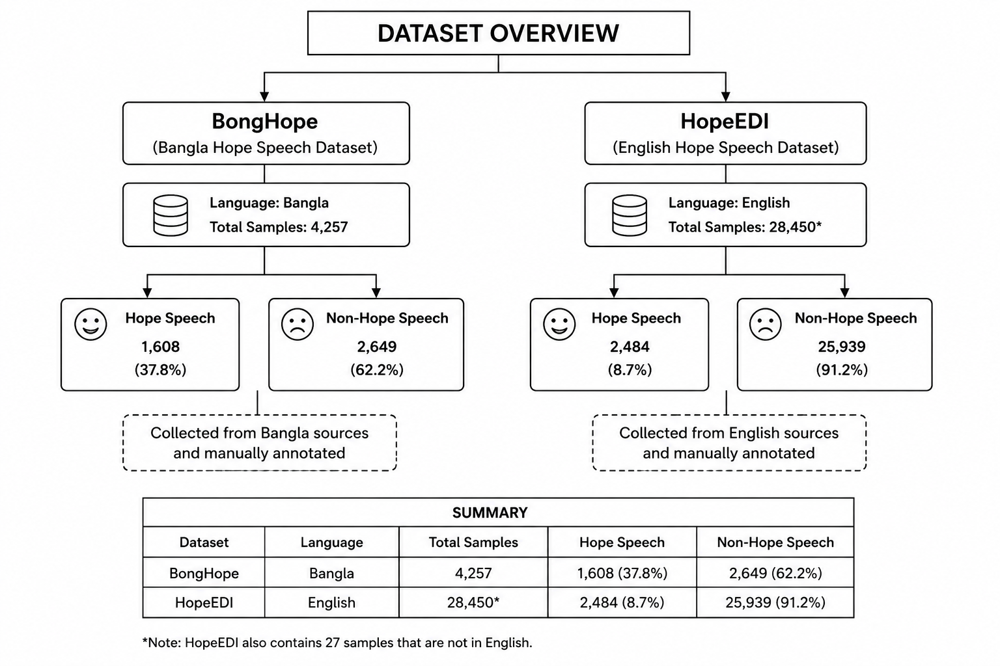 DATASET OVERVIEW
BongHope
(Bangla Hope Speech Dataset)
Language: Bangla
Total Samples: 4,257
Hope Speech
1,608
(37.8%)
Non-Hope Speech
2,649
(62.2%)
Collected from Bangla sources
and manually annotated
HopeEDI
(English Hope Speech Dataset)
Language: English
Total Samples: 28,450*
Hope Speech
2,484
(8.7%)
Non-Hope Speech
25,939
(91.2%)
Collected from English sources
and manually annotated
SUMMARY
Dataset Language Total Samples Hope Speech Non-Hope Speech
BongHope Bangla 4,257 1,608 (37.8%) 2,649 (62.2%)
HopeEDI English 28,450* 2,484 (8.7%) 25,939 (91.2%)
*Note: HopeEDI also contains 27 samples that are not in English.